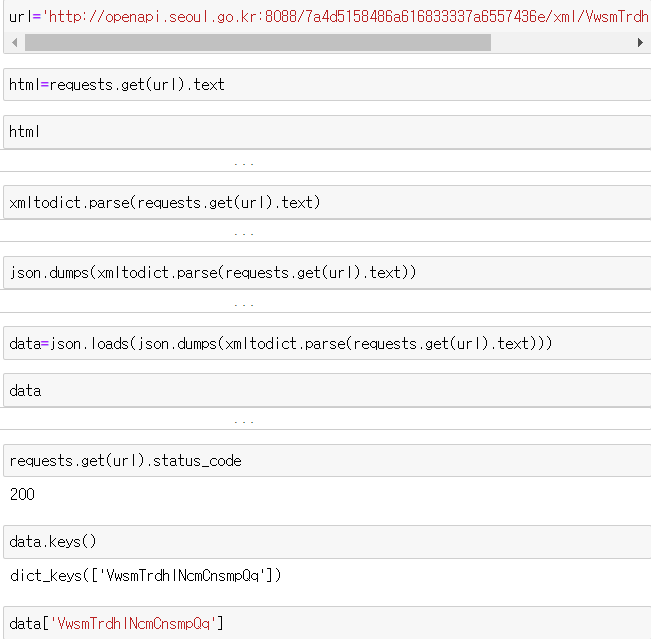 url='http://openapi.seoul.go.kr:8088/7a4d5158486a616833337a6557436e/xml/VwsmTrdh
html=requests.get(url).text
html
...
xmltodict.parse(requests.get(url).text)
...
json.dumps(xmltodict.parse(requests.get(url).text))
...
data=json.loads(json.dumps(xmltodict.parse(requests.get(url).text)))
data
...
requests.get(url).status_code
200
data.keys()
dict_keys(['VwsmTrdhlNcmCnsmpQq'])
data['VwsmTrdhlNcmCnsmpQq']